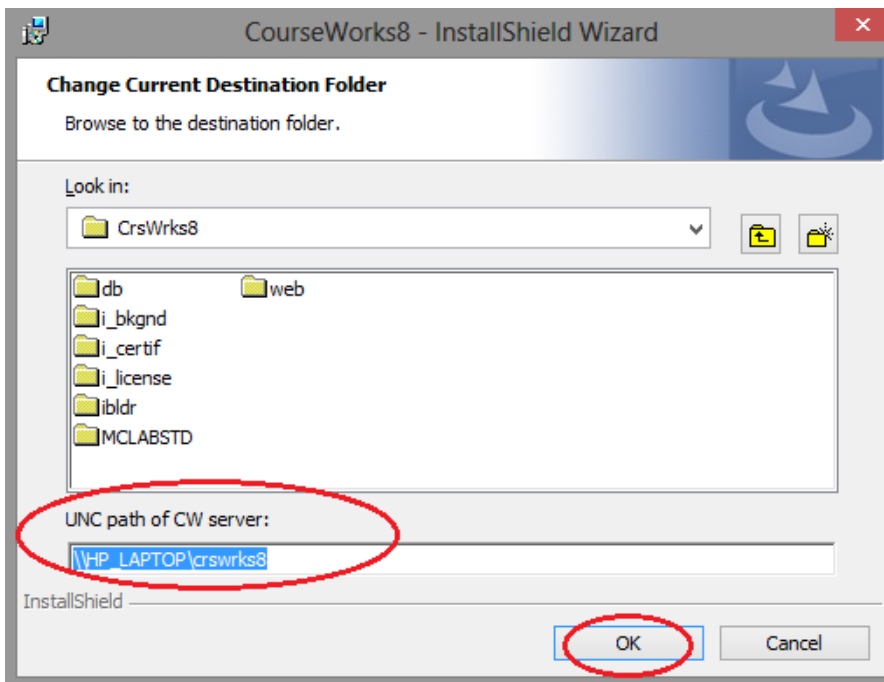 CourseWorks8 - InstallShield Wizard
Change Current Destination Folder
Browse to the destination folder.
Look in:
CrsWrks8
db web
i_bkgnd
i_certif
i_license
ibldr
MCLABSTD
UNC path of CW server:
\\HP_LAPTOP\crswrks8
InstallShield
OK Cancel